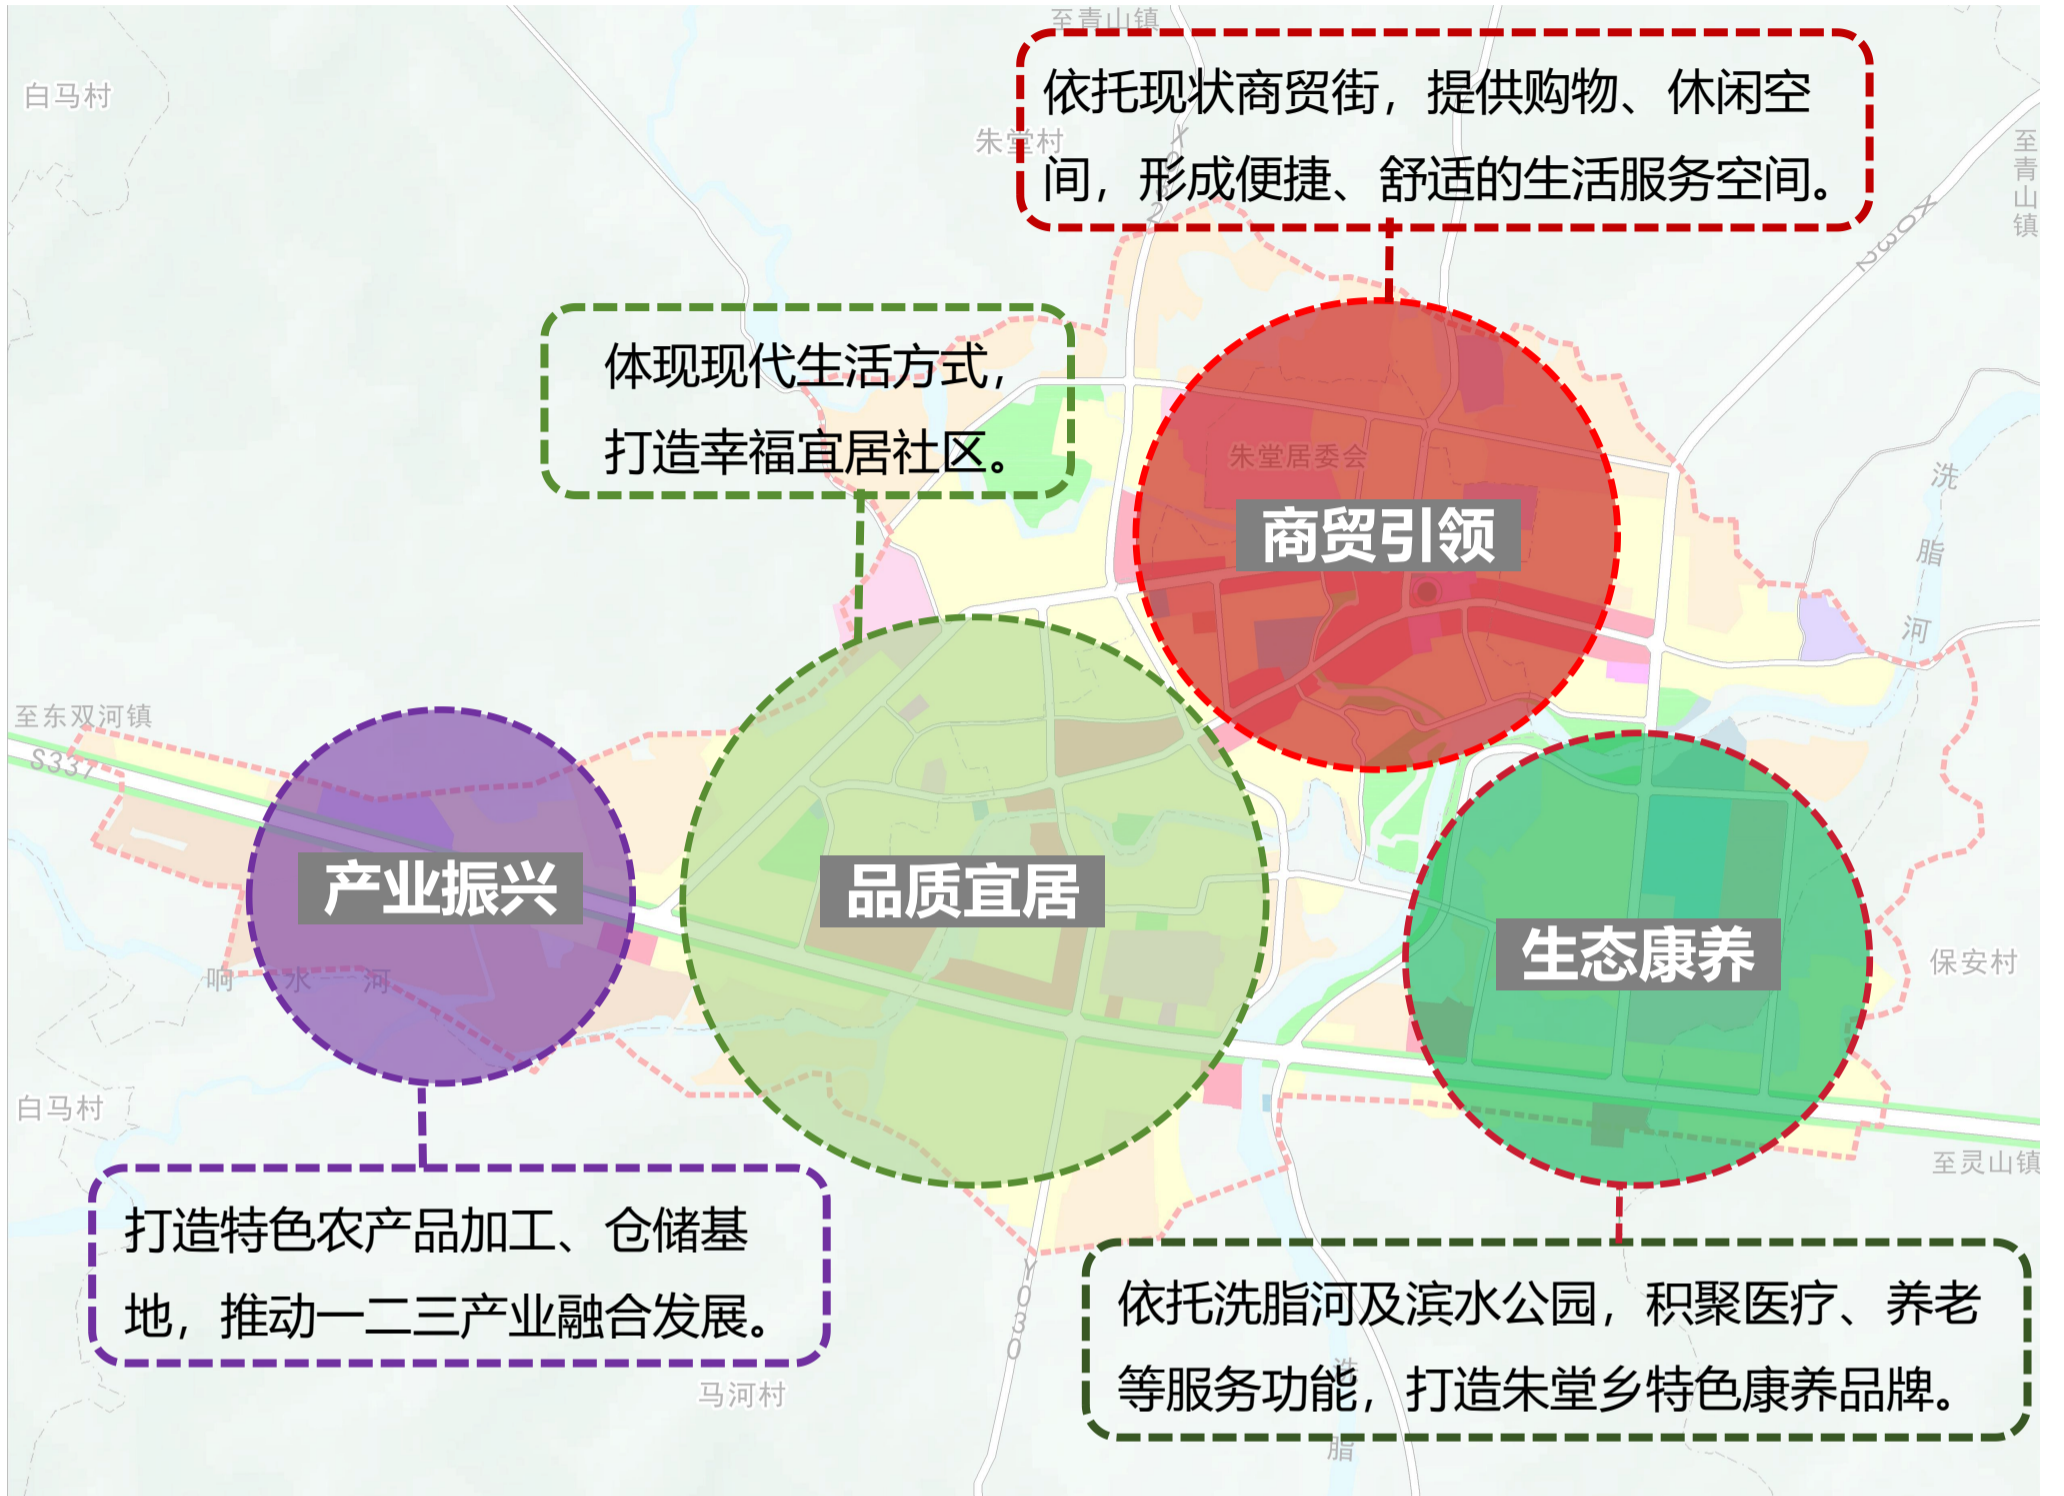 至青山镇
白马村
依托现状商贸街，提供购物、休闲空
间，形成便捷、舒适的生活服务空间。
朱堂村
X032
至青山镇
X032
体现现代生活方式，
打造幸福宜居社区。
朱堂居委会
商贸引领
洗脂河
至东双河镇
S337
产业振兴
品质宜居
生态康养
响水河
保安村
白马村
至灵山镇
打造特色农产品加工、仓储基
地，推动一二三产业融合发展。
Y030
依托洗脂河及滨水公园，积聚医疗、养老
等服务功能，打造朱堂乡特色康养品牌。
马河村
洗
脂